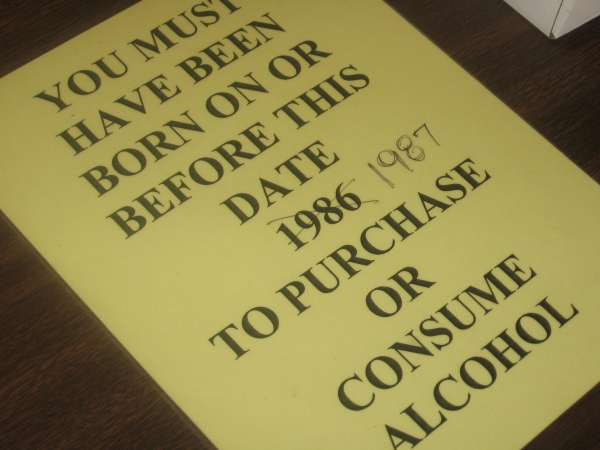 YOU MUST
HAVE BEEN
BORN ON OR
BEFORE THIS
DATE
1986 1987
TO PURCHASE
OR
CONSUME
ALCOHOL